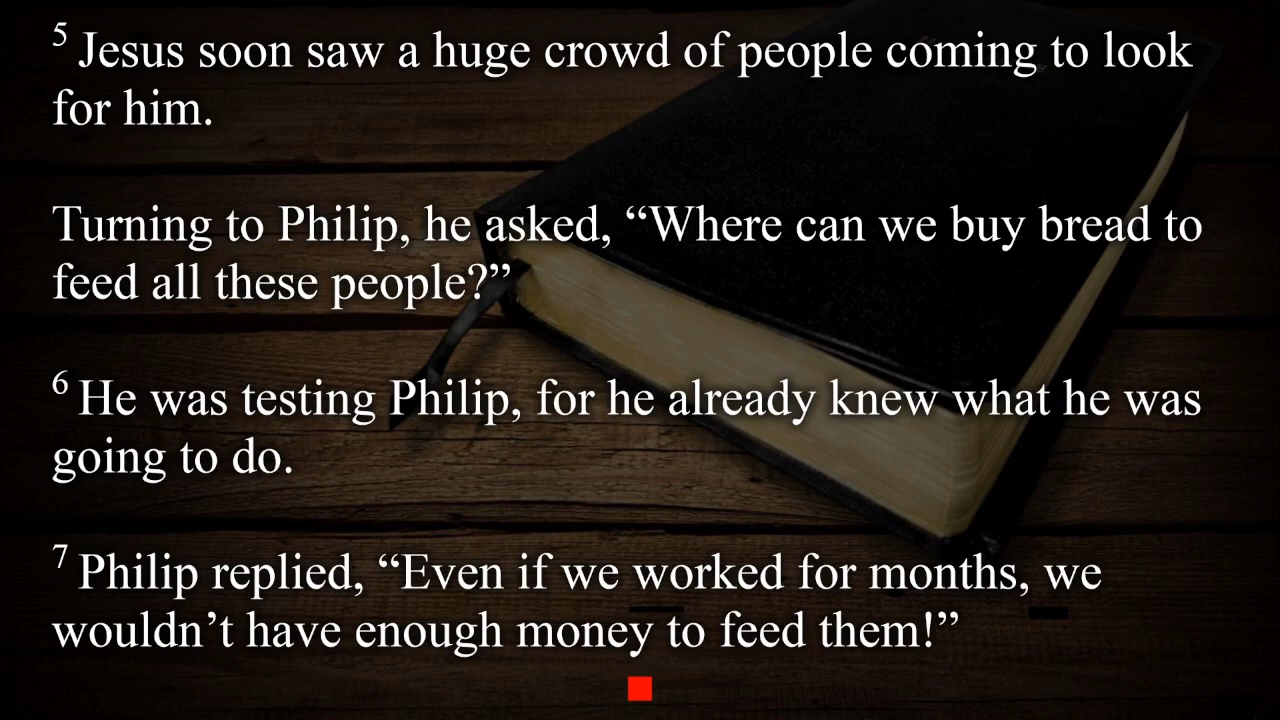 5 Jesus soon saw a huge crowd of people coming to look
for him.
Turning to Philip, he asked, “Where can we buy bread to
feed all these people?”
6 He was testing Philip, for he already knew what he was
going to do.
7 Philip replied, “Even if we worked for months, we
wouldn’t have enough money to feed them!”